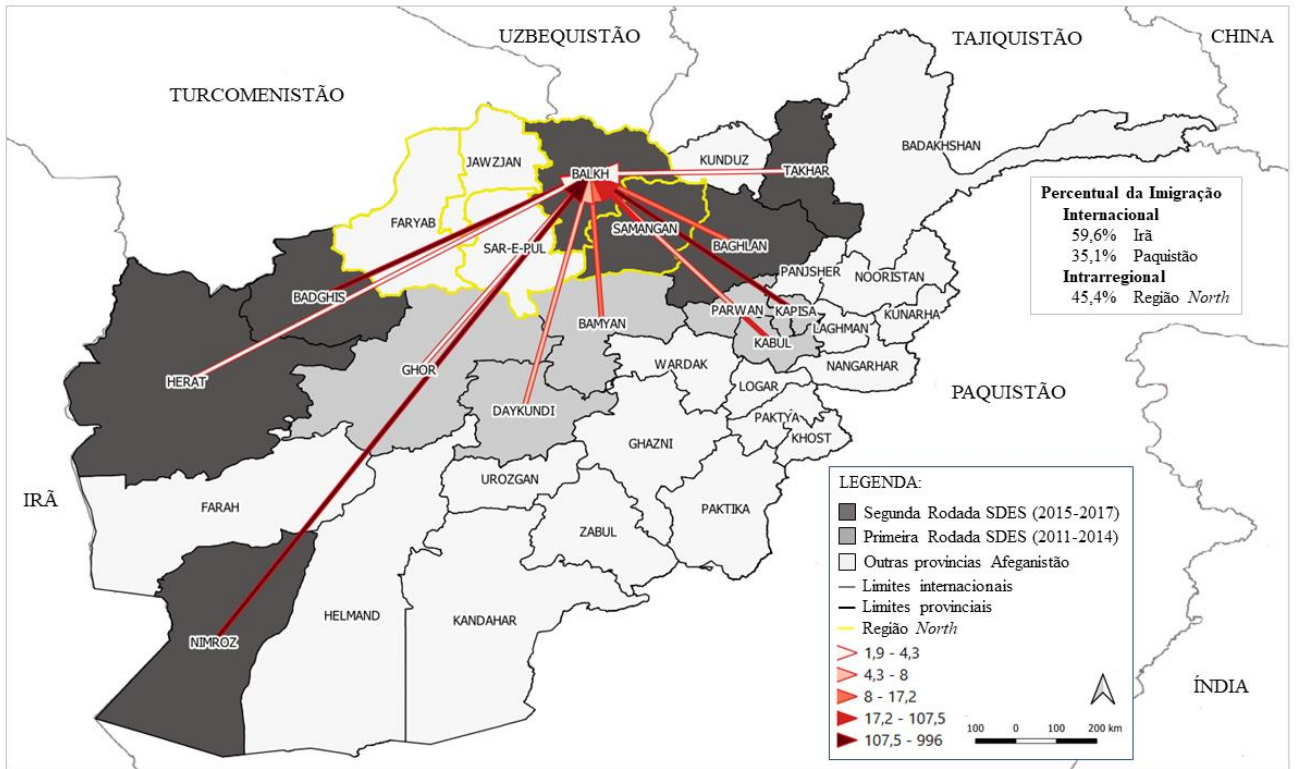 UZBEQUISTÃO
TAJIQUISTÃO
CHINA
TURCOMENISTÃO
JAWZJAN
BALKH
KUNDUZ
TAKHAR
BADAKHSHAN
FARYAB
SAR-E-PUL
SAMANGAN
BAGHLAN
PANJSHER
NOORISTAN
Percentual da Imigração
Internacional
59,6% Irã
35,1% Paquistão
Intrarregional
45,4% Região North
BADGHIS
BAMYAN
PARWAN
KAPISA
KUNARHA
LAGHMAN
KABUL
HERAT
GHOR
WARDAK
NANGARHAR
LOGAR
DAYKUNDI
PAKTYA
KHOST
PAQUISTÃO
GHAZNI
IRÃ
FARAH
UROZGAN
ZABUL
PAKTIKA
NIMROZ
HELMAND
KANDAHAR
LEGENDA:
Segunda Rodada SDES (2015-2017)
Primeira Rodada SDES (2011-2014)
Outras provincias Afeganistão
Limites internacionais
Limites provinciais
Região North
1,9 - 4,3
4,3 - 8
8 - 17,2
17,2 - 107,5
107,5 - 996
100 0 100 200 km
ÍNDIA